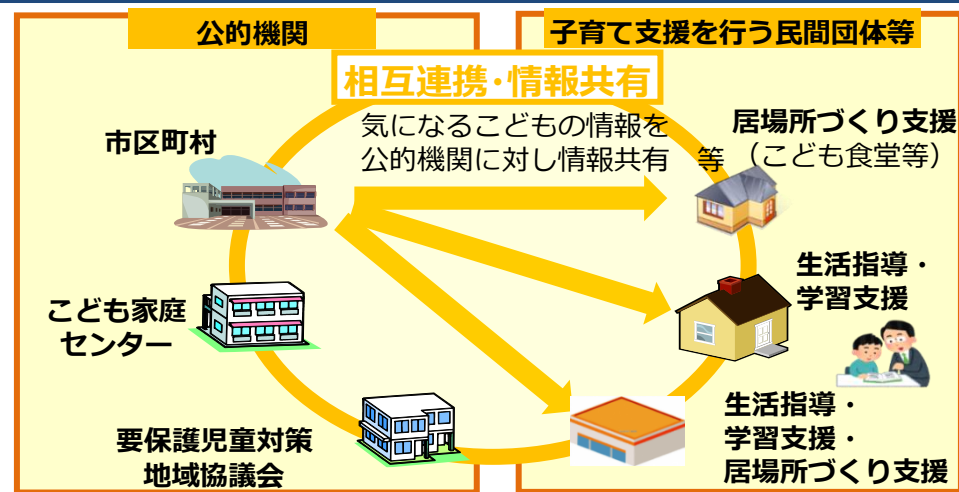 公的機関
子育て支援を行う民間団体等
相互連携・情報共有
気になるこどもの情報を
公的機関に対し情報共有　等
市区町村
こども家庭
センター
要保護児童対策
地域協議会
居場所づくり支援
（こども食堂等）
生活指導・
学習支援
生活指導・
学習支援・
居場所づくり支援